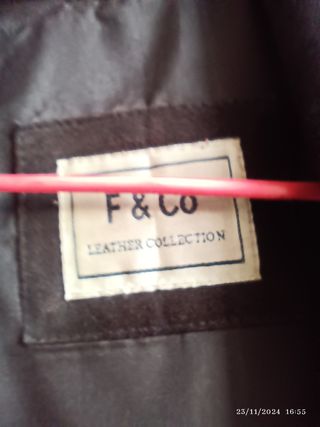 F & Co
LEATHER COLLECTION
23/11/2024 16:55